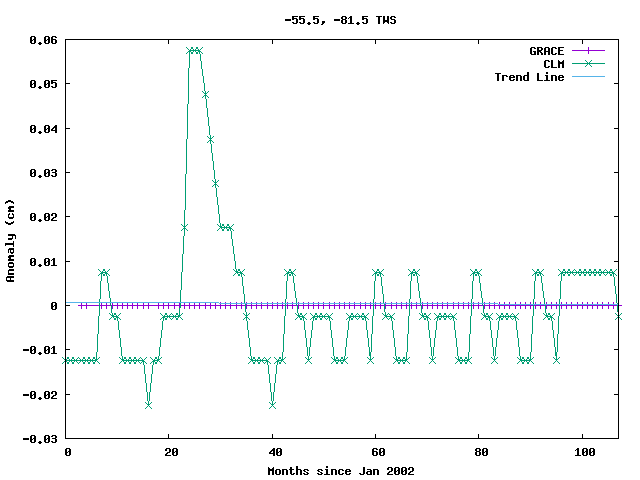 -55.5, -81.5 TWS
0.06
GRACE
CLM
Trend Line
0.05
0.04
0.03
0.02
0.01
0
-0.01
-0.02
-0.03
Anomaly (cm)
0 20 40 60 80 100
Months since Jan 2002